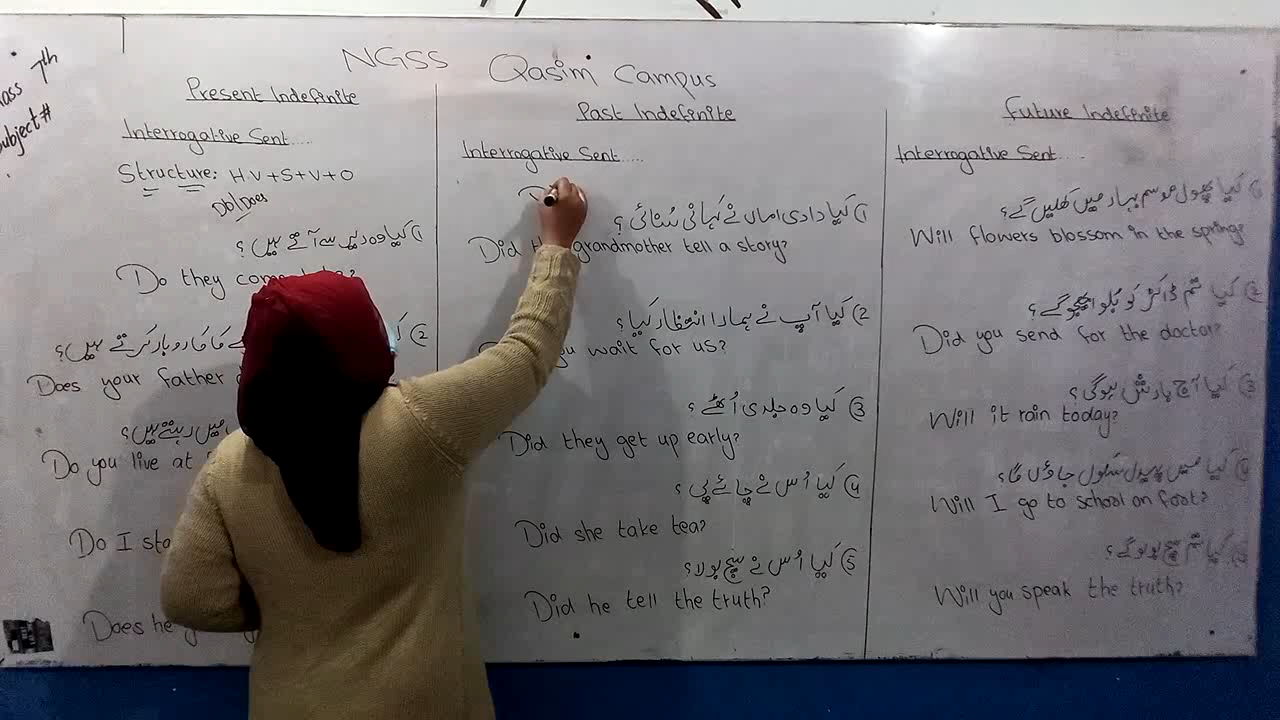 NGSS Qasim Campus
7th
Subject#
Present Indefinite
Interrogative Sent....
Structure: H.V+S+V+O
Do/Does
1) کیا وہ دیر سے آتے ہیں ؟
Do they come
2)
کاروبار کرتے ہیں ؟
Does your father
میں رہتے ہیں ؟
Do you live at
Do I
Does he
Past Indefinite
Interrogative Sent.....
1) کیا دادی اماں نے کہانی سُنائی ؟
Did grandmother tell a story?
2) کیا آپ نے ہمارا انتظار کیا ؟
you wait for us?
3) کیا وہ جلدی اُٹھے ؟
Did they get up early?
4) کیا اُس نے چائے پی ؟
Did she take tea?
5) کیا اُس نے سچ بولا ؟
Did he tell the truth?
Future Indefinite
Interrogative Sent....
1) کیا پھول موسم بہار میں کھلیں گے ؟
Will flowers blossom in the spring?
2) کیا تم ڈاکٹر کو گے ؟
Did you send for the doctor?
3) کیا آج بارش ہوگی ؟
Will it rain today?
4) کیا میں پیدل سکول جاؤں گا ؟
Will I go to school on foot?
5) کیا تم سچ بولو گے ؟
Will you speak the truth?